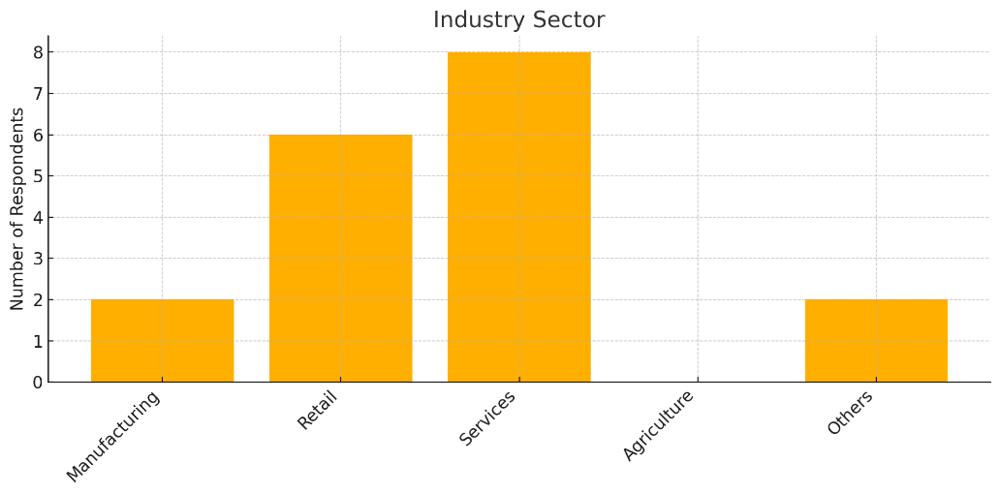 Industry Sector
Number of Respondents
8
7
6
5
4
3
2
1
0
Manufacturing
Retail
Services
Agriculture
Others